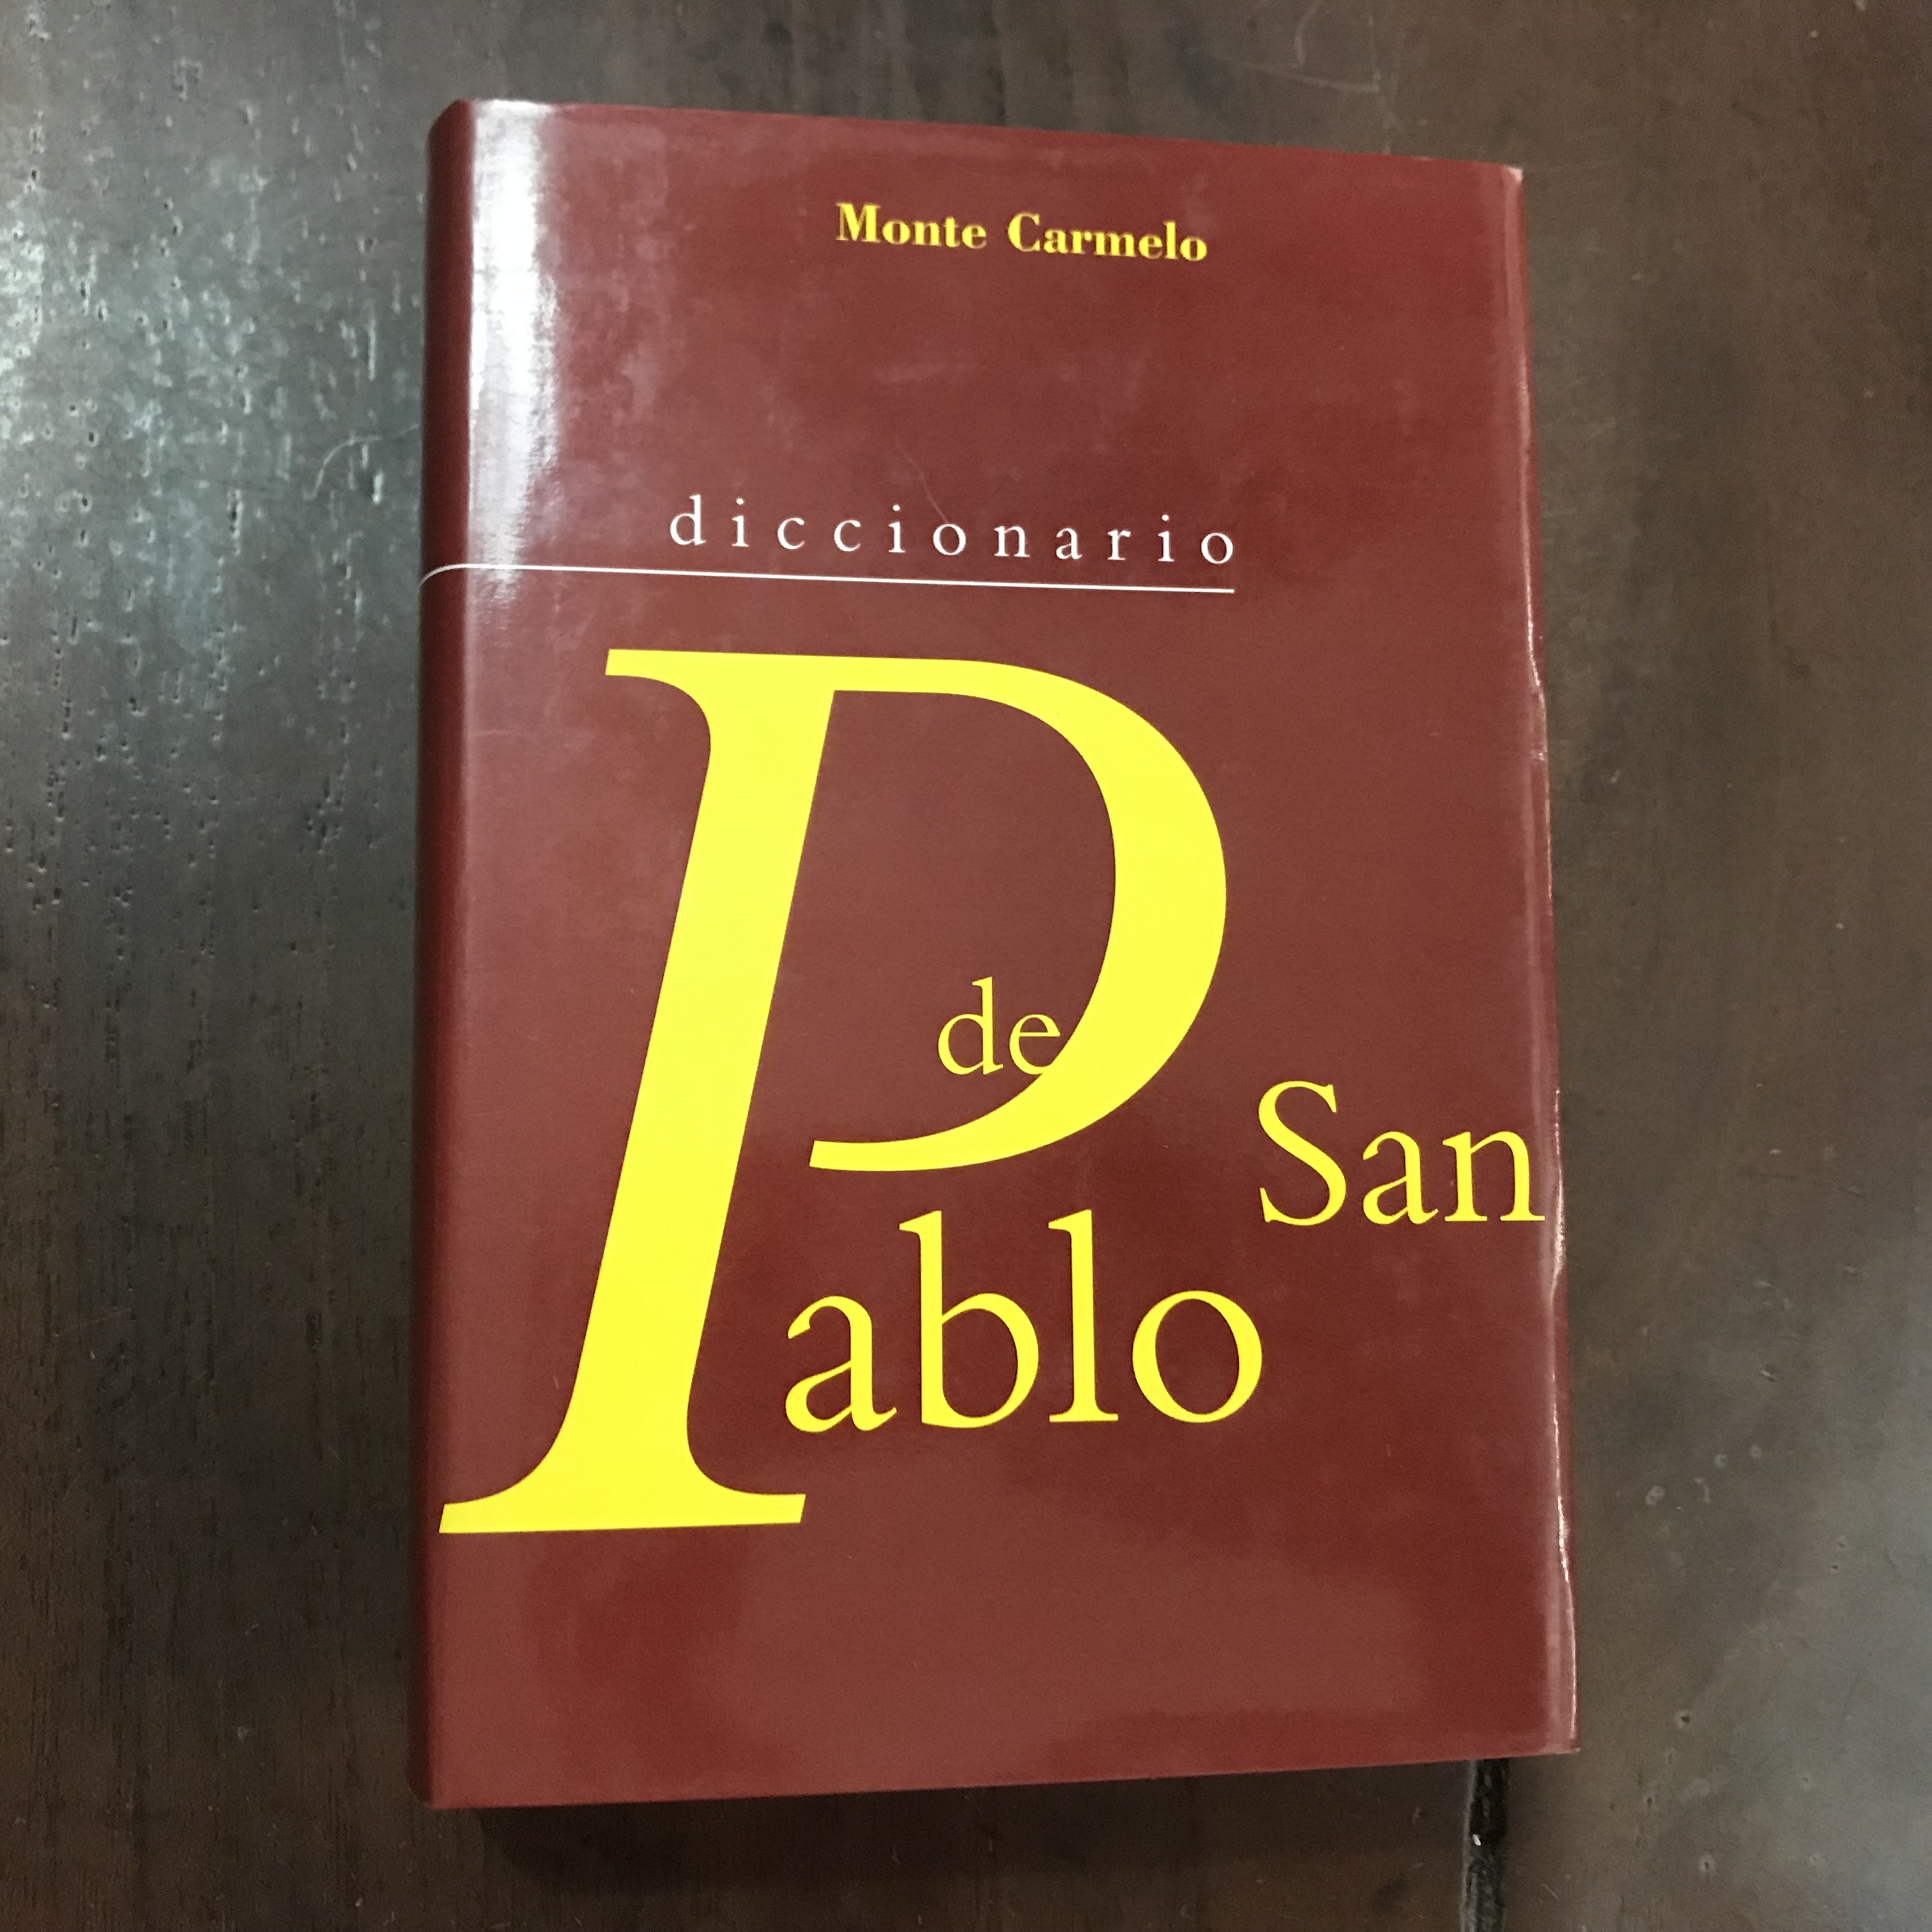 Monte Carmelo
diccionario
de
San
Pablo